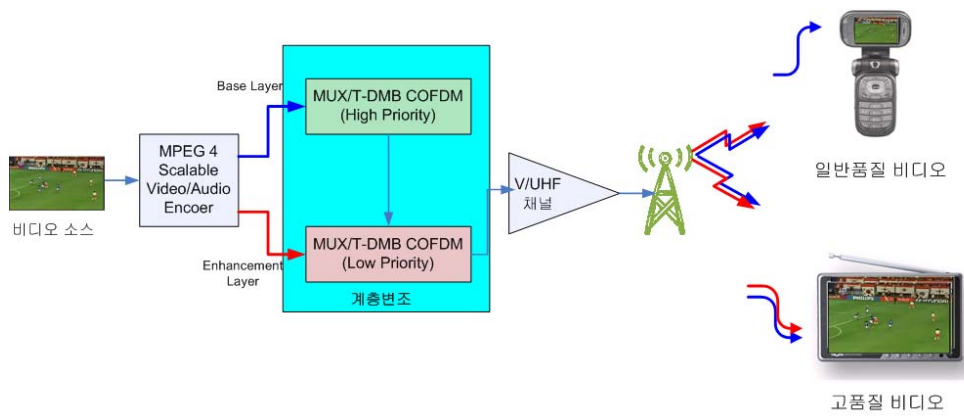 비디오 소스
MPEG 4
Scalable
Video/Audio
Encoer
Base Layer
Enhancement
Layer
MUX/T-DMB COFDM
(High Priority)
MUX/T-DMB COFDM
(Low Priority)
계층변조
V/UHF
채널
일반품질 비디오
고품질 비디오
PHILIPS
HYUNDAI